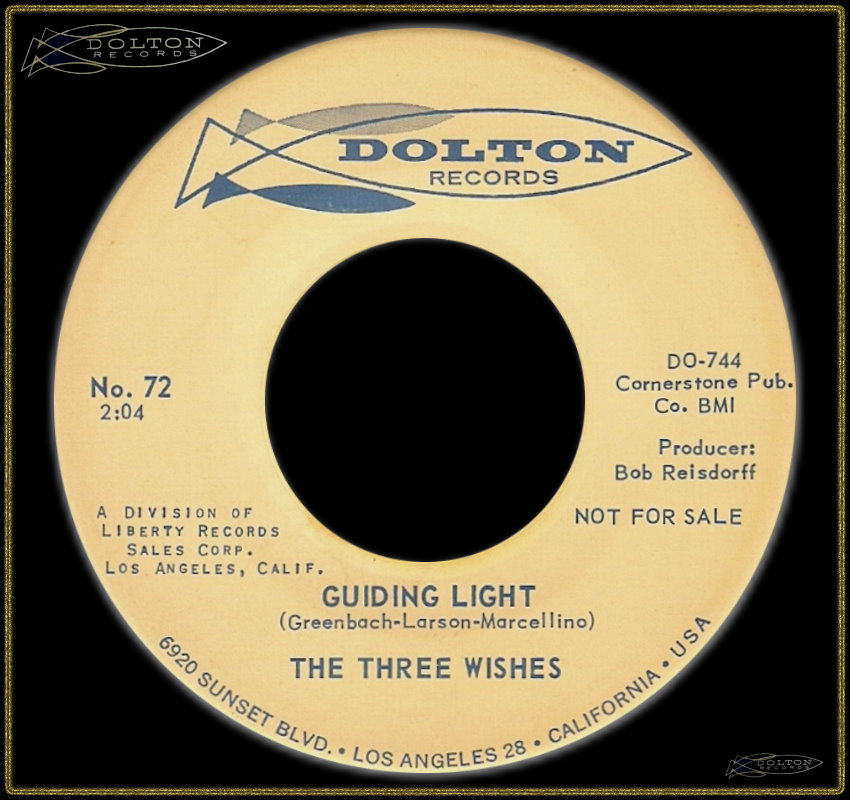 DOLTON
RECORDS
DOLTON
RECORDS
No. 72
2:04
DO-744
Cornerstone Pub.
Co. BMI
Producer:
Bob Reisdorff
NOT FOR SALE
A DIVISION OF
LIBERTY RECORDS
SALES CORP.
LOS ANGELES, CALIF.
GUIDING LIGHT
(Greenbach-Larson-Marcellino)
THE THREE WISHES
6920 SUNSET BLVD. • LOS ANGELES 28 • CALIFORNIA • USA
DOLTON
RECORDS